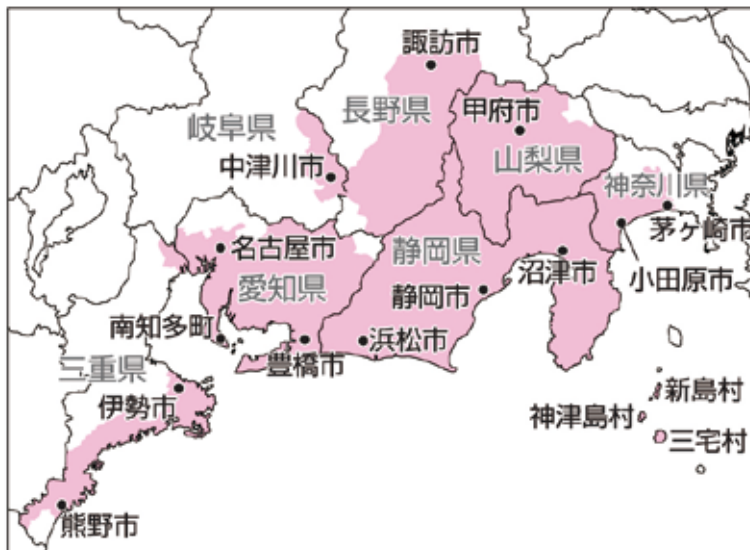 諏訪市
長野県
甲府市
岐阜県
山梨県
中津川市
神奈川県
茅ヶ崎市
名古屋市
静岡県
沼津市
小田原市
愛知県
静岡市
南知多町
浜松市
豊橋市
三重県
伊勢市
新島村
神津島村
三宅村
熊野市